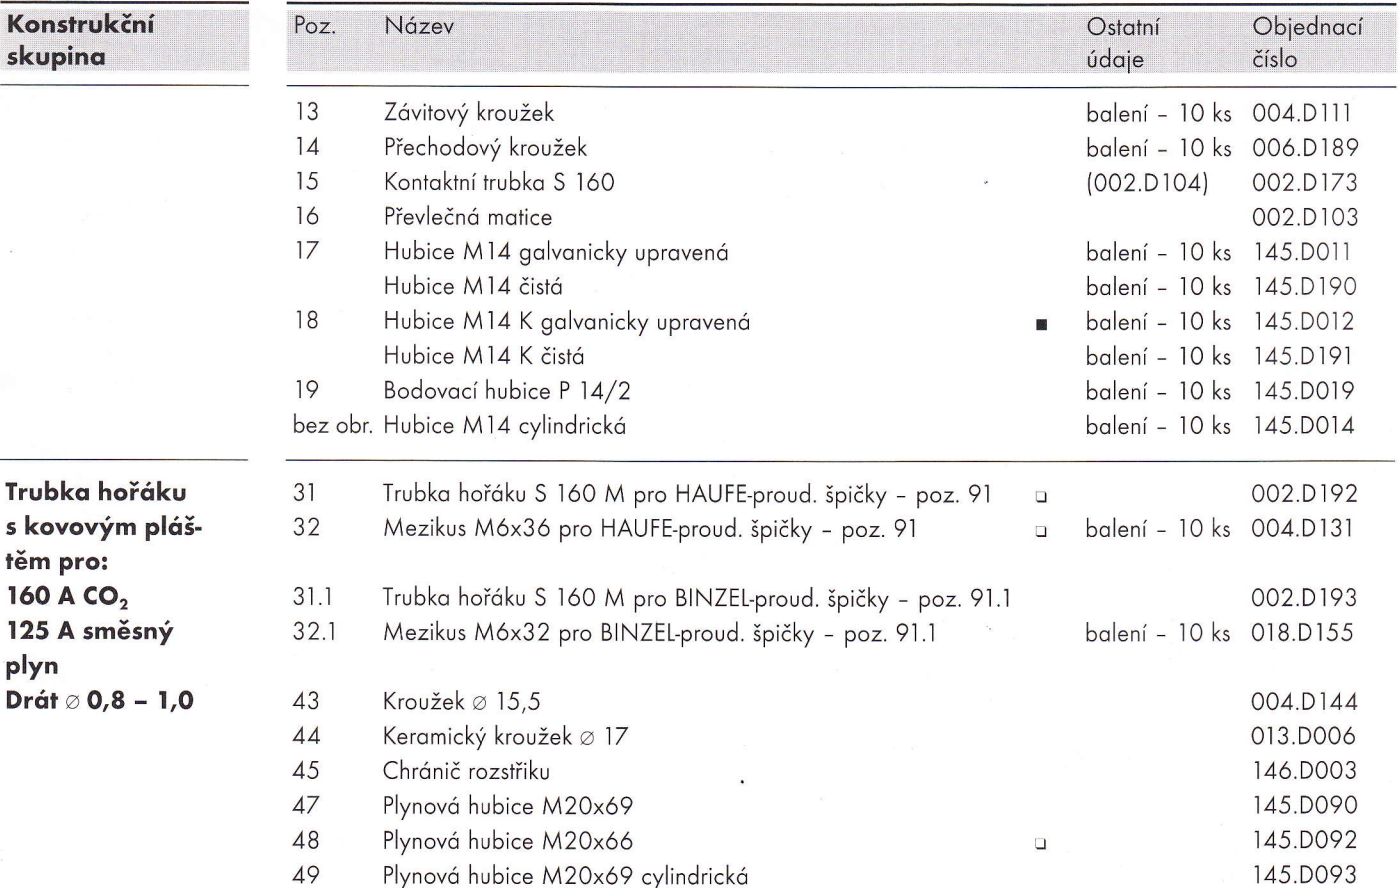 Konstrukční skupina
Poz. Název Ostatní údaje Objednací číslo
13 Závitový kroužek balení – 10 ks 004.D111
14 Přechodový kroužek balení – 10 ks 006.D189
15 Kontaktní trubka S 160 (002.D104) 002.D173
16 Převlečná matice 002.D103
17 Hubice M14 galvanicky upravená balení – 10 ks 145.D011
Hubice M14 čistá balení – 10 ks 145.D190
18 Hubice M14 K galvanicky upravená ■ balení – 10 ks 145.D012
Hubice M14 K čistá balení – 10 ks 145.D191
19 Bodovací hubice P 14/2 balení – 10 ks 145.D019
bez obr. Hubice M14 cylindrická balení – 10 ks 145.D014
Trubka hořáku
s kovovým pláš-
těm pro:
160 A CO₂
125 A směsný
plyn
Drát ⌀ 0,8 – 1,0
31 Trubka hořáku S 160 M pro HAUFE-proud. špičky – poz. 91 ❏ 002.D192
32 Mezikus M6x36 pro HAUFE-proud. špičky – poz. 91 ❏ balení – 10 ks 004.D131
31.1 Trubka hořáku S 160 M pro BINZEL-proud. špičky – poz. 91.1 002.D193
32.1 Mezikus M6x32 pro BINZEL-proud. špičky – poz. 91.1 balení – 10 ks 018.D155
43 Kroužek ⌀ 15,5 004.D144
44 Keramický kroužek ⌀ 17 013.D006
45 Chránič rozstřiku 146.D003
47 Plynová hubice M20x69 145.D090
48 Plynová hubice M20x66 ❏ 145.D092
49 Plynová hubice M20x69 cylindrická 145.D093